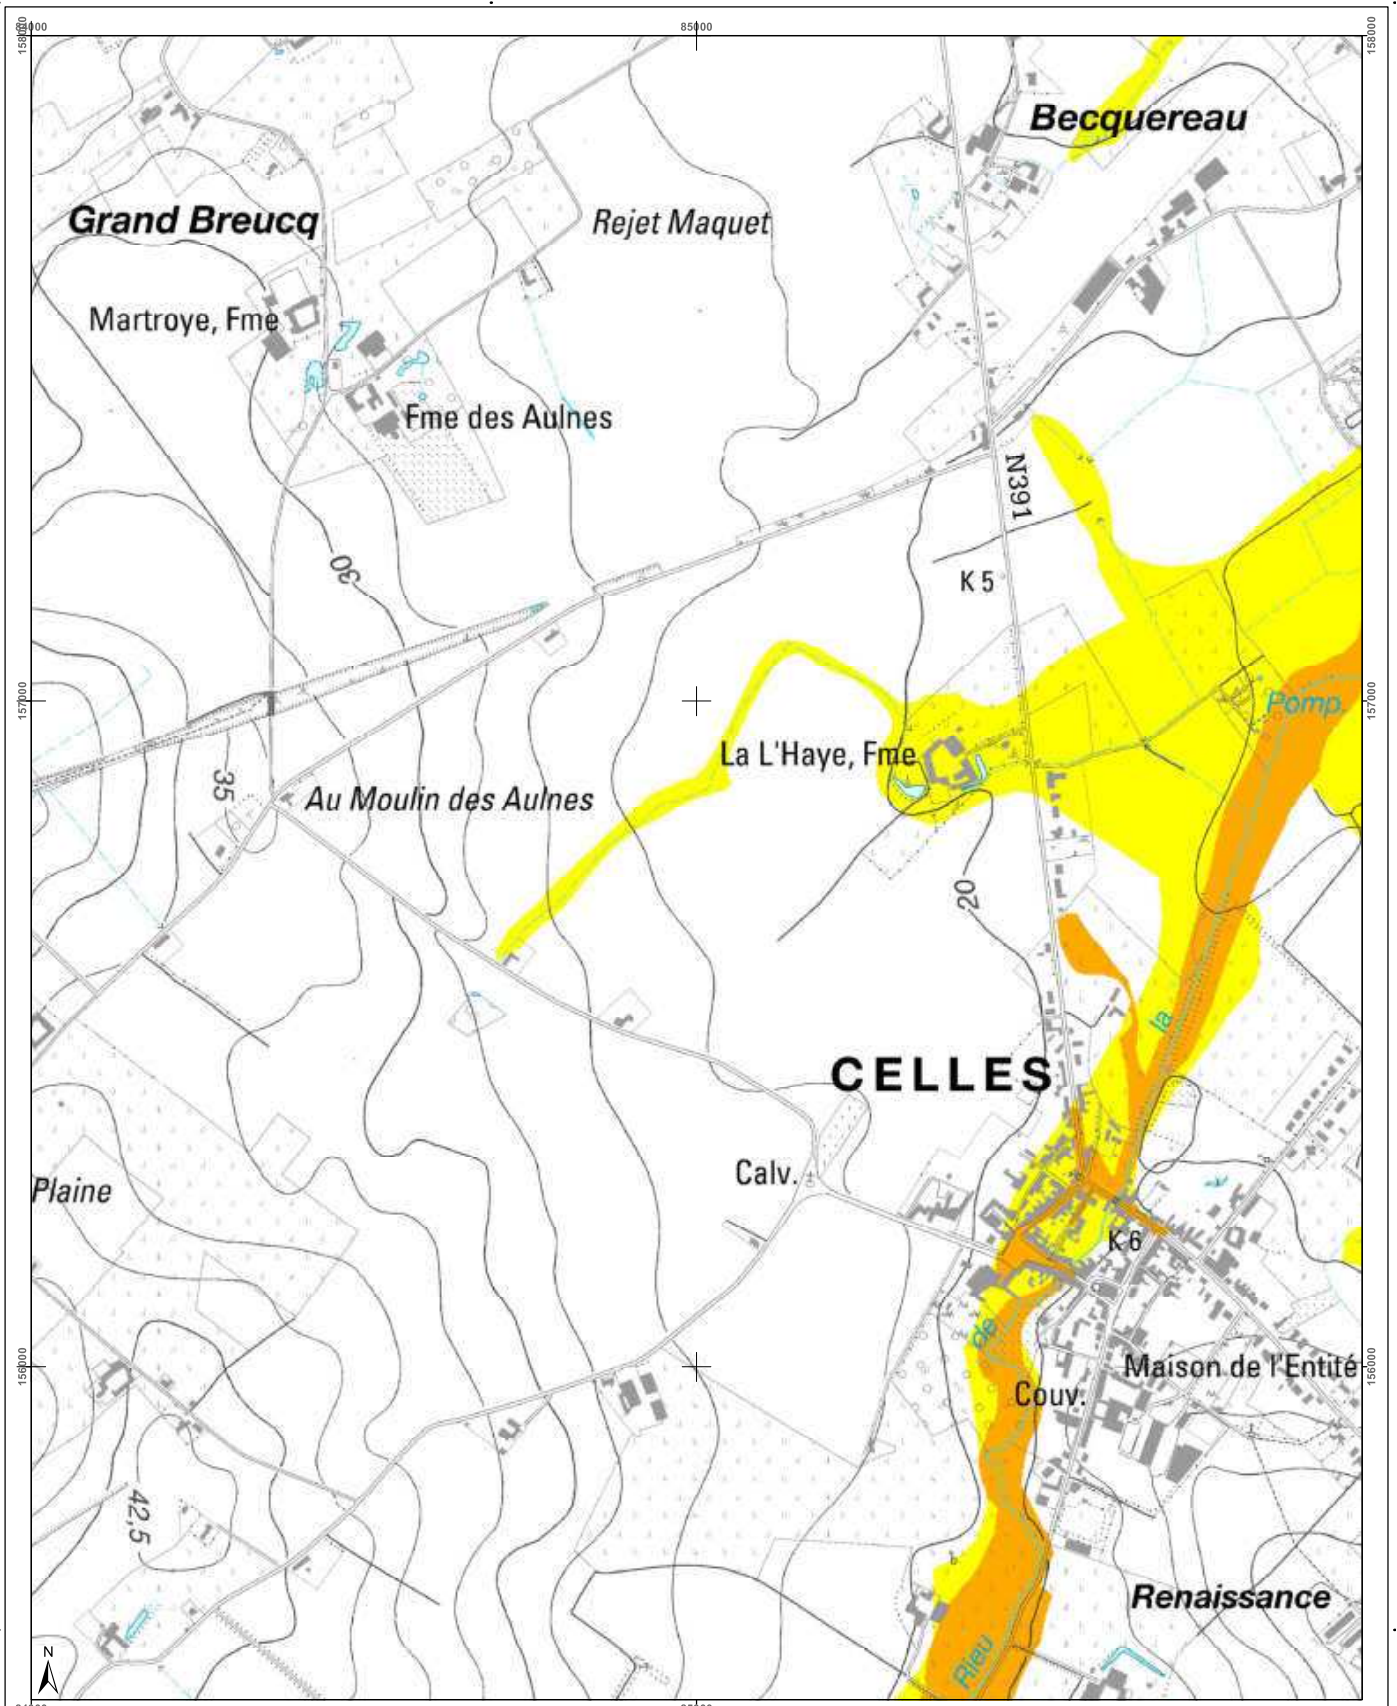 84000
85000
158000
158000
Becquereau
Grand Breucq
Rejet Maquet
Martroye, Fme
Fme des Aulnes
N391
30
K 5
157000
157000
Pomp.
La L'Haye, Fme
35
Au Moulin des Aulnes
20
la
CELLES
Calv.
Plaine
K 6
de
156000
156000
Maison de l'Entité
Couv.
42,5
Renaissance
Rieu
N